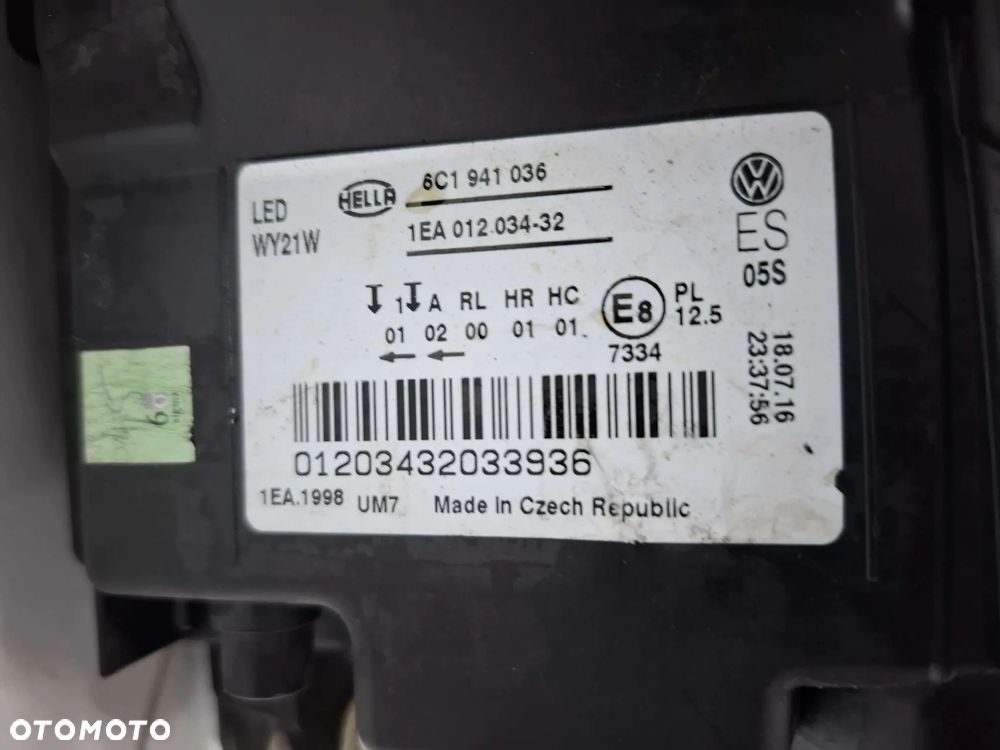 LED
WY21W
HELLA
6C1 941 036
1EA 012 034-32
ES
05S
1 A RL HR HC
01 02 00 01 01
E8
PL
12.5
7334
18.07.16
23:37:56
01203432033936
1EA.1998 UM7 Made In Czech Republic
OTOMOTO